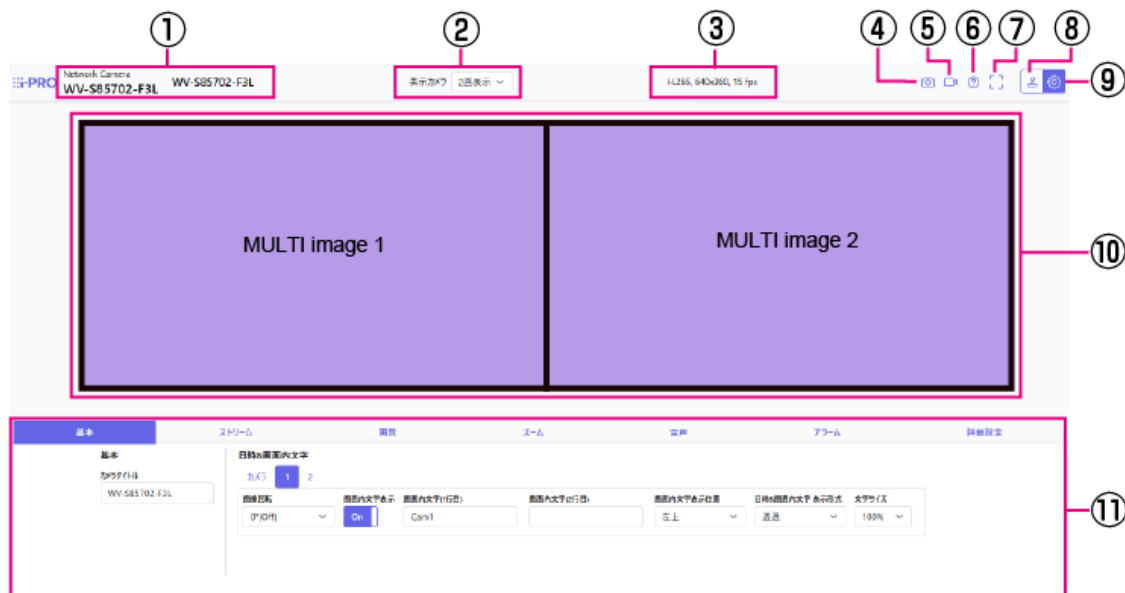 ① ② ③ ④ ⑤ ⑥ ⑦ ⑧
i-PRO Network Camera
WV-S85702-F3L WV-S85702-F3L 表示カメラ 2画表示 H.265, 640x360, 15 fps ⑨
MULTI image 1 MULTI image 2 ⑩
基本 ストリーム 画質 ズーム 音声 アラーム 詳細設定
基本 日時&画面内文字
カメラタイトル カメラ 1 2
WV-S85702-F3L
画像回転 画面内文字表示 画面内文字(1行目) 画面内文字(2行目) 画面内文字表示位置 日時&画面内文字 表示形式 文字サイズ ⑪
0°(Off) On Cam1 左上 透過 100%